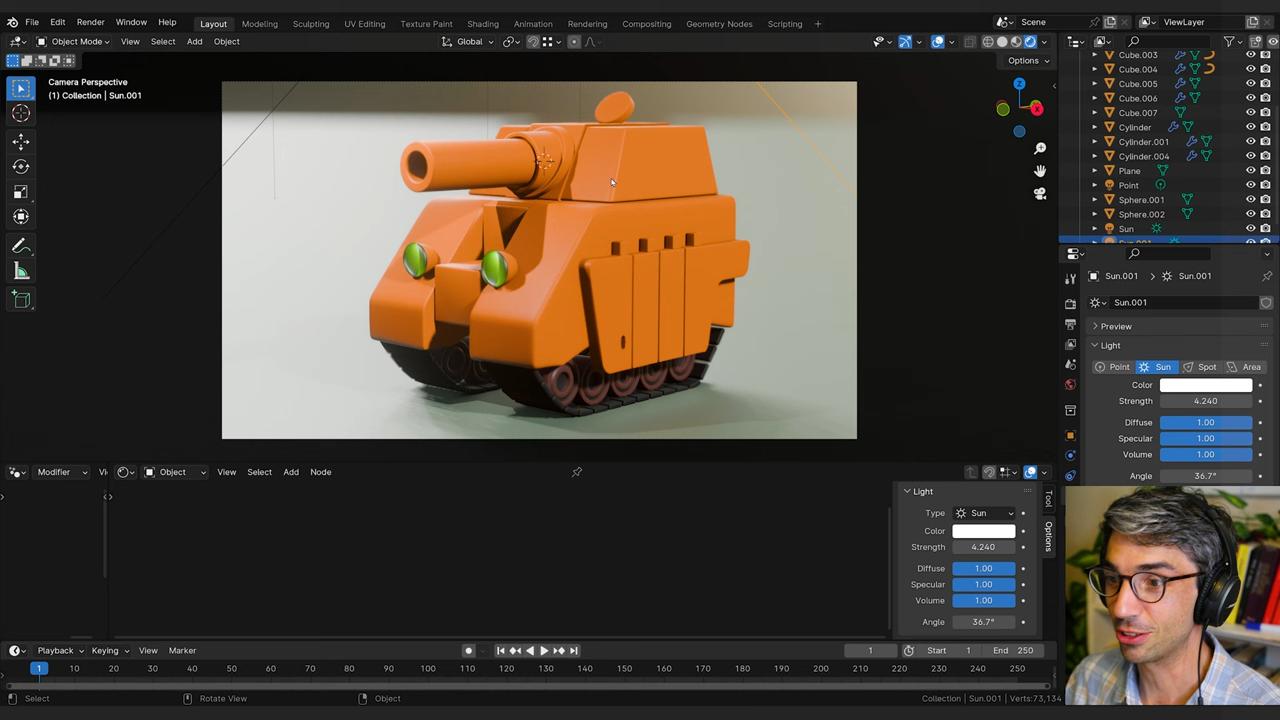 File Edit Render Window Help Layout Modeling Sculpting UV Editing Texture Paint Shading Animation Rendering Compositing Geometry Nodes Scripting + Scene ViewLayer
Object Mode View Select Add Object Global
Options
Camera Perspective
(1) Collection | Sun.001
Z
X
Cube.003
Cube.004
Cube.005
Cube.006
Cube.007
Cylinder
Cylinder.001
Cylinder.004
Plane
Point
Sphere.001
Sphere.002
Sun
Sun.001
Sun.001 > Sun.001
Sun.001
Preview
Light
Point Sun Spot Area
Color
Strength 4.240
Diffuse 1.00
Specular 1.00
Volume 1.00
Angle 36.7°
Modifier Object View Select Add Node
Light
Type Sun
Color
Strength 4.240
Diffuse 1.00
Specular 1.00
Volume 1.00
Angle 36.7°
Tool
Options
Playback Keying View Marker 1 Start 1 End 250
1 10 20 30 40 50 60 70 80 90 100 110 120 130 140 150 160 170 180 190 200 210 220 230 240 250
Select Rotate View Object Collection | Sun.001 | Verts:73,134